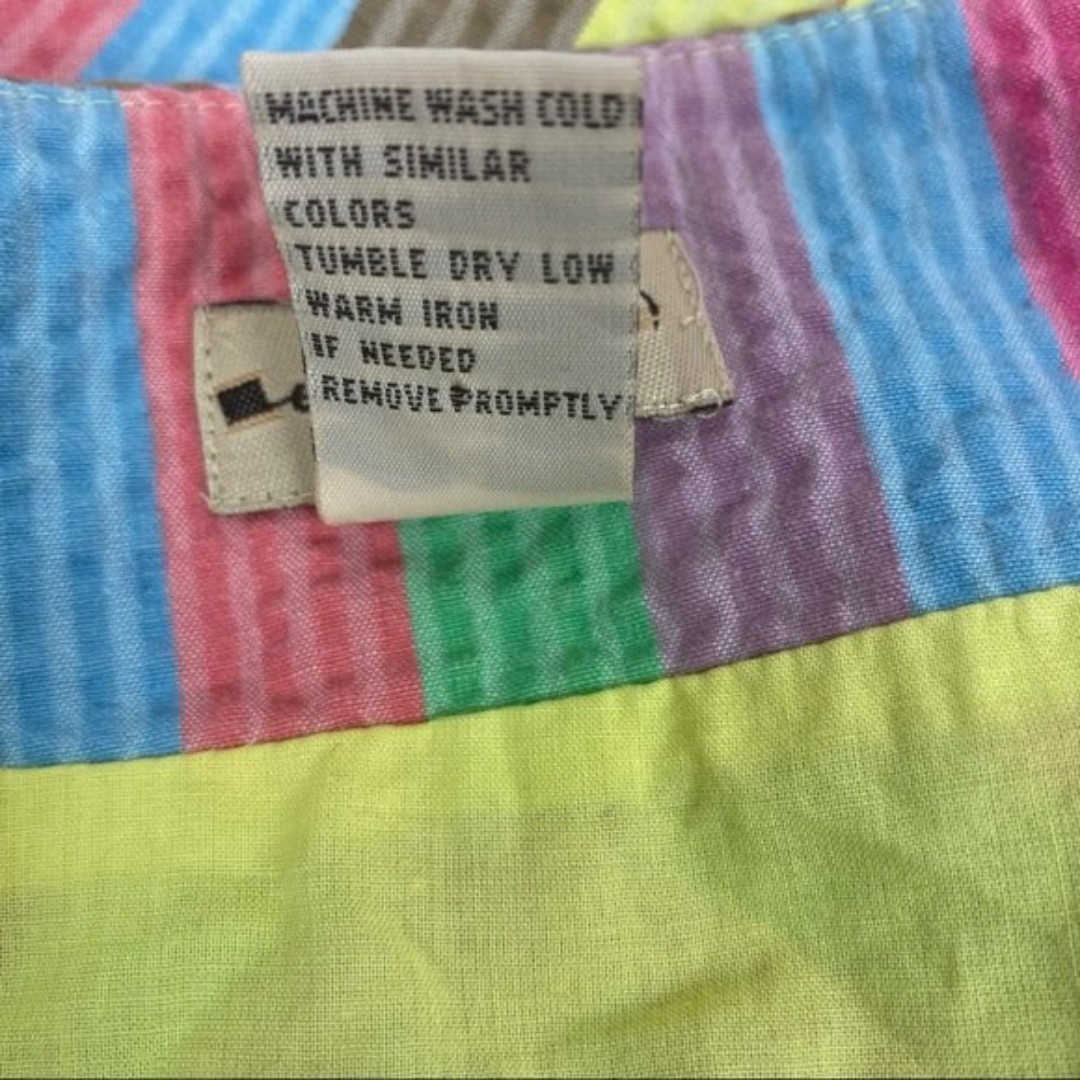 MACHINE WASH COLD
WITH SIMILAR
COLORS
TUMBLE DRY LOW
WARM IRON
IF NEEDED
REMOVE PROMPTLY